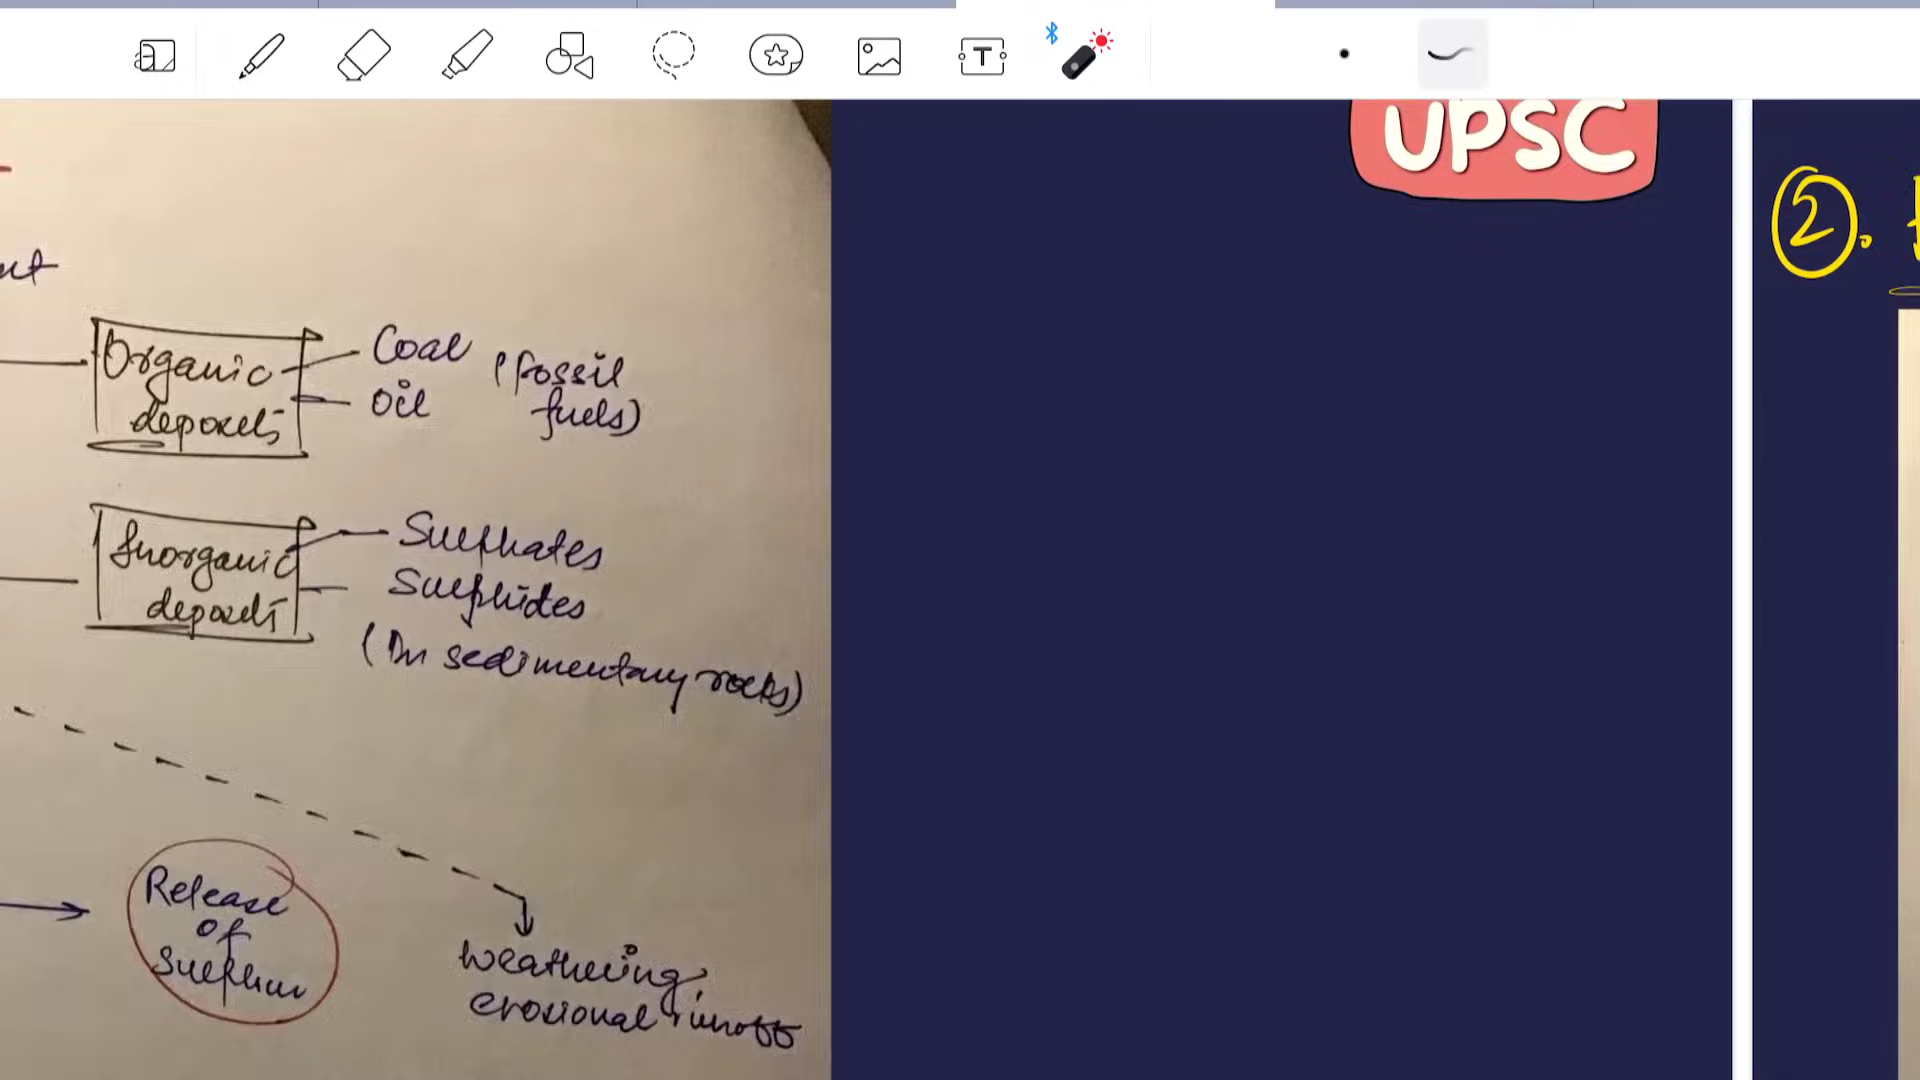 UPSC
2.
Organic
deposits
Coal
Oil
(fossil
fuels)
Inorganic
deposits
Sulphates
Sulphides
(In sedimentary rocks)
Release
of
Sulphur
Weathering,
erosional runoff